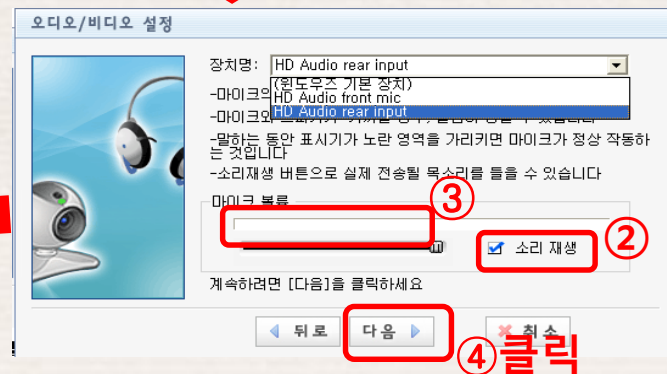 오디오/비디오 설정
장치명: HD Audio rear input
(윈도우즈 기본 장치)
HD Audio front mic
HD Audio rear input
-마이크의
-마이크와
-말하는 동안 표시기가 노란 영역을 가리키면 마이크가 정상 작동하
는 것입니다
-소리재생 버튼으로 실제 전송될 목소리를 들을 수 있습니다
마이크 볼륨
③
②
소리 재생
계속하려면 [다음]을 클릭하세요
뒤로 다음 취소
④클릭